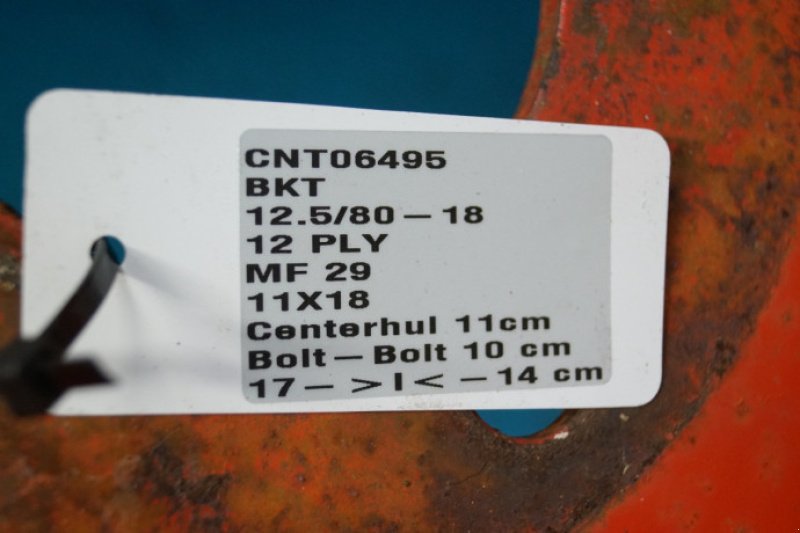 CNT06495
BKT
12.5/80 – 18
12 PLY
MF 29
11X18
Centerhul 11cm
Bolt – Bolt 10 cm
17 – >I< – 14 cm